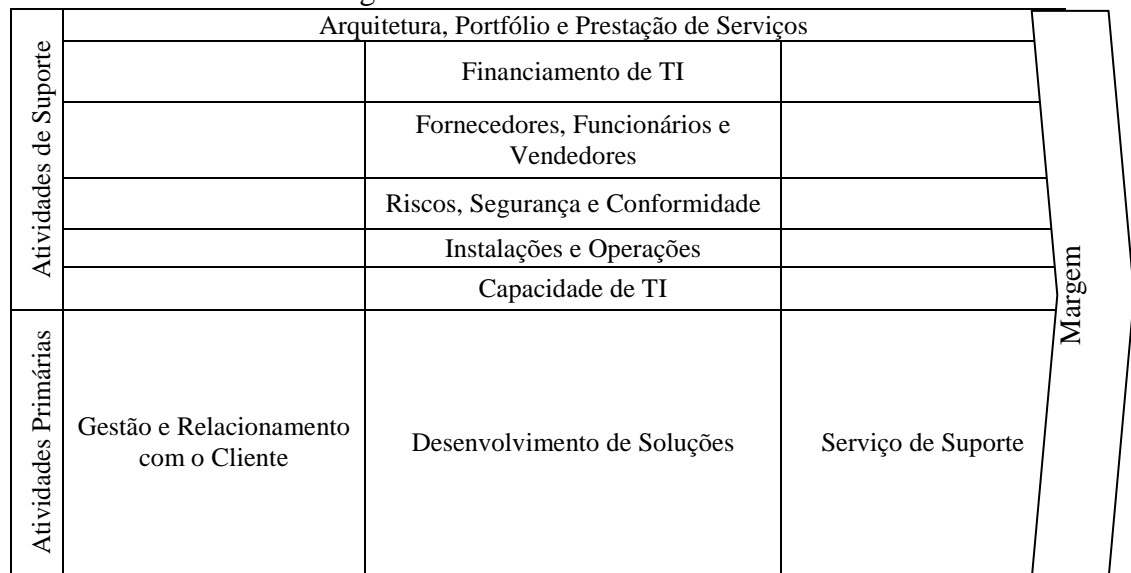 Arquitetura, Portfólio e Prestação de Serviços
Atividades de Suporte
Financiamento de TI
Fornecedores, Funcionários e
Vendedores
Riscos, Segurança e Conformidade
Instalações e Operações
Capacidade de TI
Margem
Atividades Primárias
Gestão e Relacionamento
com o Cliente
Desenvolvimento de Soluções
Serviço de Suporte